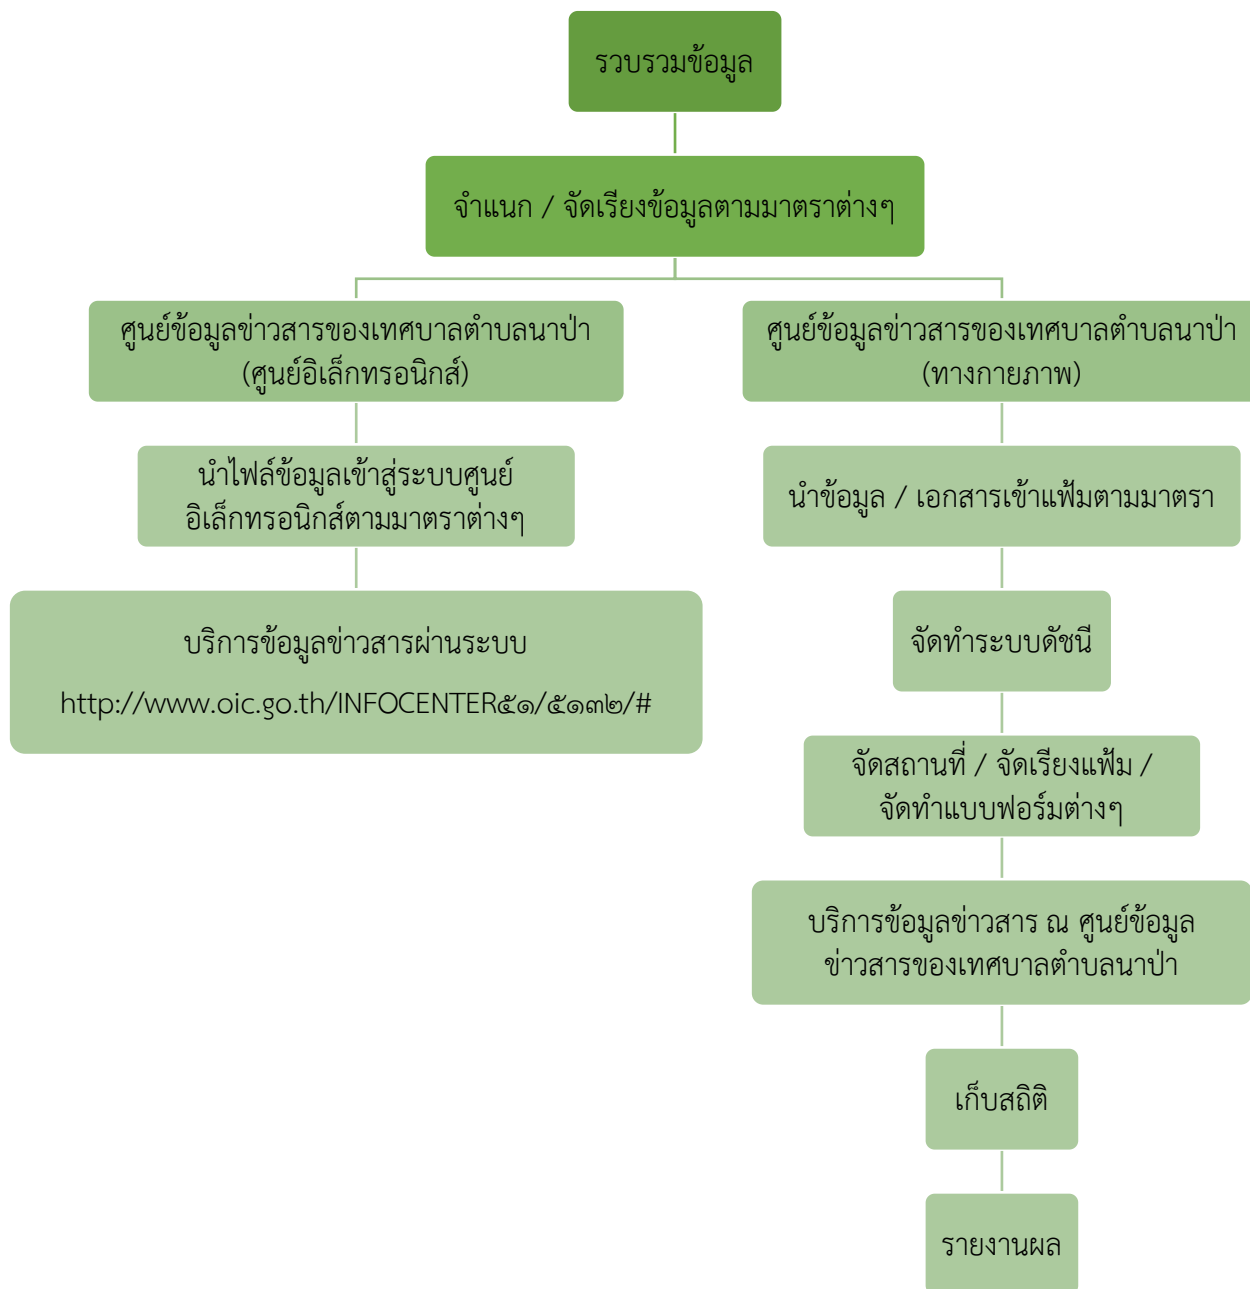 รวบรวมข้อมูล
จำแนก / จัดเรียงข้อมูลตามมาตราต่างๆ
ศูนย์ข้อมูลข่าวสารของเทศบาลตำบลนาป่า
(ศูนย์อิเล็กทรอนิกส์)
นำไฟล์ข้อมูลเข้าสู่ระบบศูนย์
อิเล็กทรอนิกส์ตามมาตราต่างๆ
บริการข้อมูลข่าวสารผ่านระบบ
http://www.oic.go.th/INFOCENTER๕๑/๕๑๓๒/#
ศูนย์ข้อมูลข่าวสารของเทศบาลตำบลนาป่า
(ทางกายภาพ)
นำข้อมูล / เอกสารเข้าแฟ้มตามมาตรา
จัดทำระบบดัชนี
จัดสถานที่ / จัดเรียงแฟ้ม /
จัดทำแบบฟอร์มต่างๆ
บริการข้อมูลข่าวสาร ณ ศูนย์ข้อมูล
ข่าวสารของเทศบาลตำบลนาป่า
เก็บสถิติ
รายงานผล